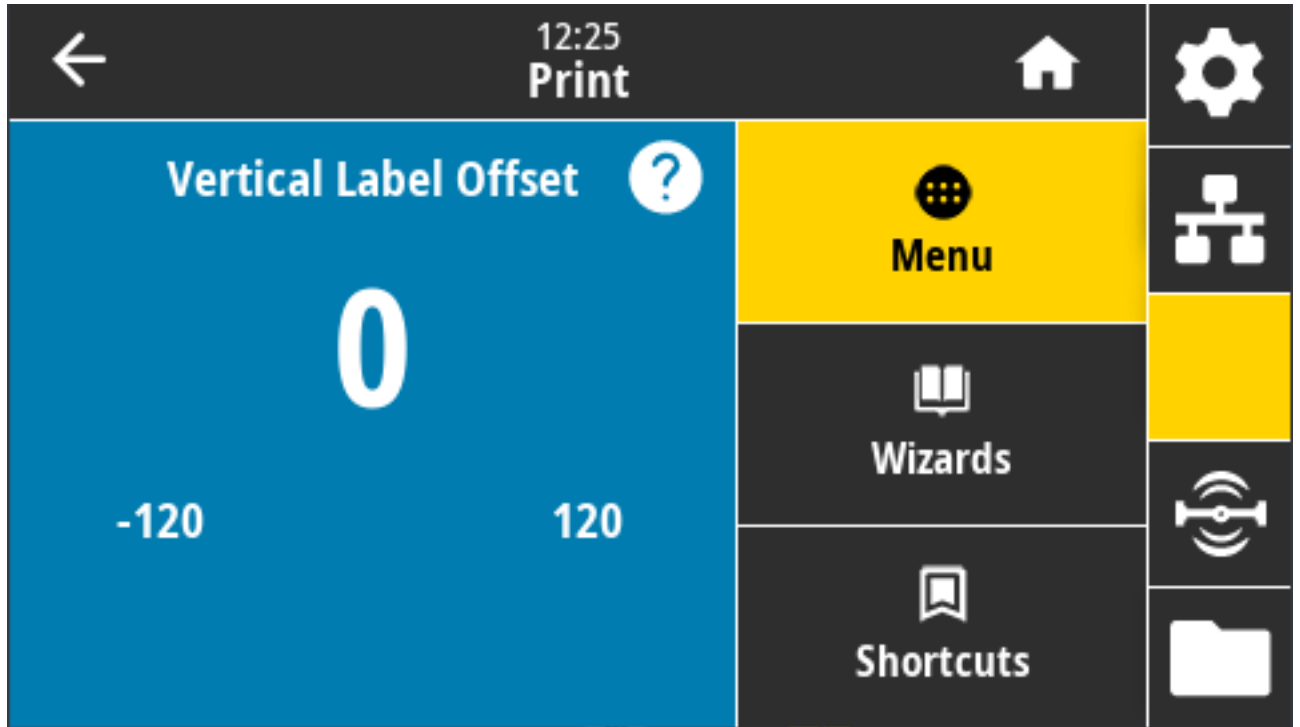 12:25
Print
Vertical Label Offset ?
0
-120 120
Menu
Wizards
Shortcuts